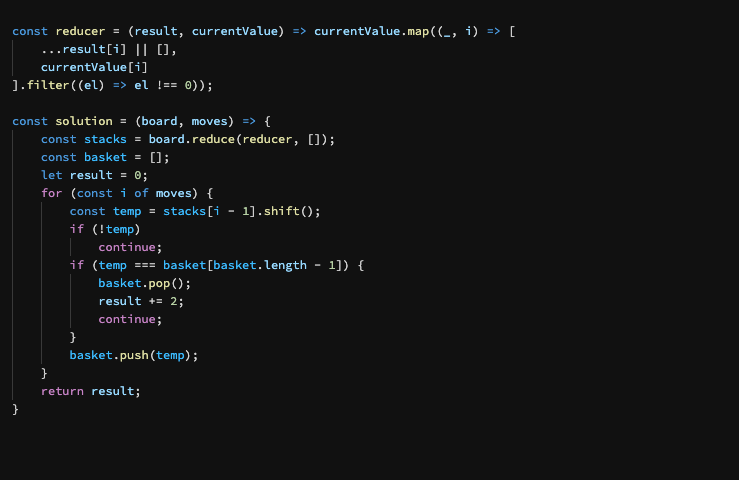 const reducer = (result, currentValue) => currentValue.map((_, i) => [
    ...result[i] || [],
    currentValue[i]
].filter((el) => el !== 0));

const solution = (board, moves) => {
    const stacks = board.reduce(reducer, []);
    const basket = [];
    let result = 0;
    for (const i of moves) {
        const temp = stacks[i - 1].shift();
        if (!temp)
            continue;
        if (temp === basket[basket.length - 1]) {
            basket.pop();
            result += 2;
            continue;
        }
        basket.push(temp);
    }
    return result;
}